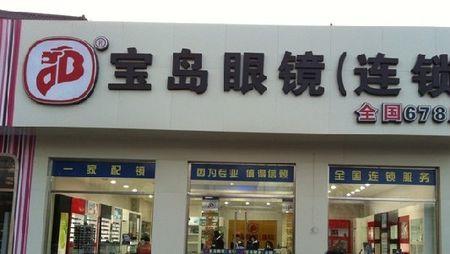 宝岛眼镜(连锁
全国678
一家配镜
因为专业 值得信赖
全国连锁服务